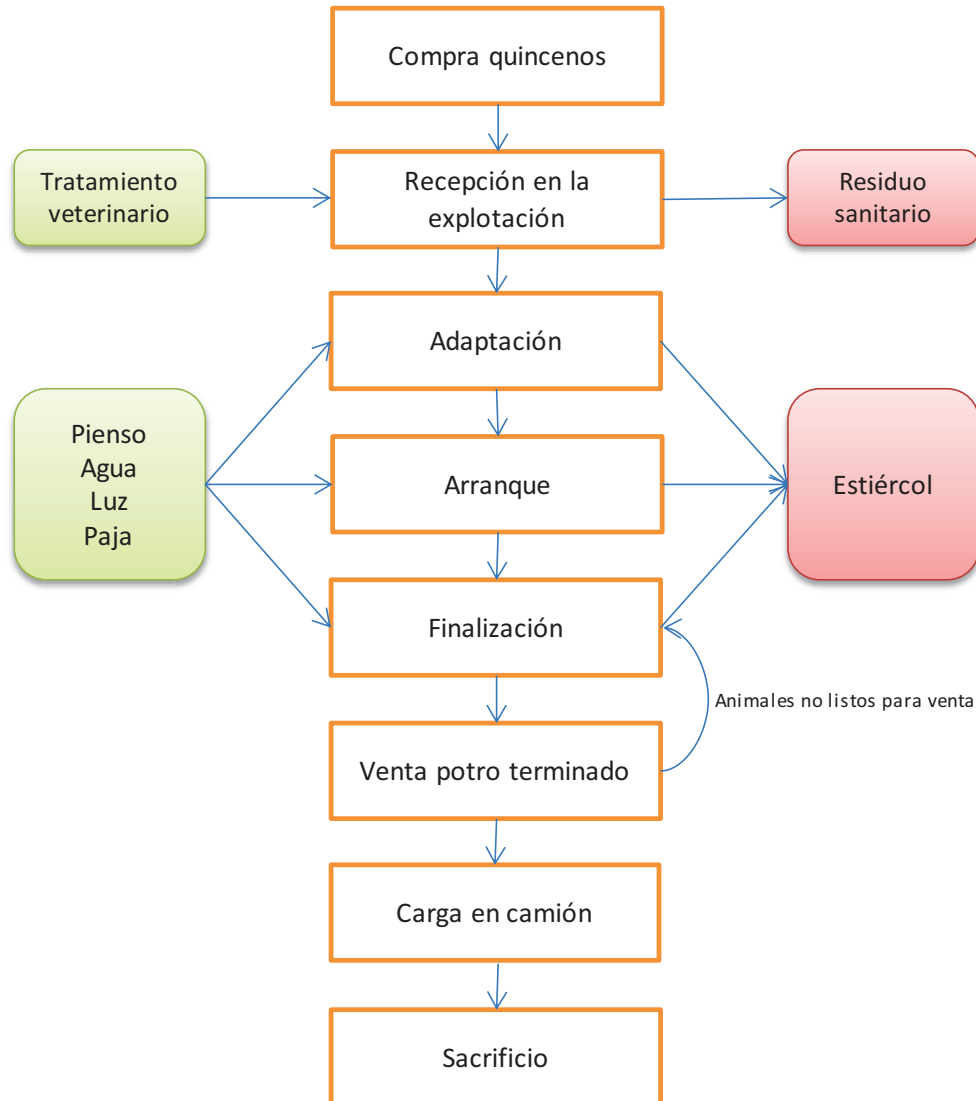 Compra quincenos
Tratamiento
veterinario
Recepción en la
explotación
Residuo
sanitario
Adaptación
Pienso
Agua
Luz
Paja
Arranque
Estiércol
Finalización
Animales no listos para venta
Venta potro terminado
Carga en camión
Sacrificio